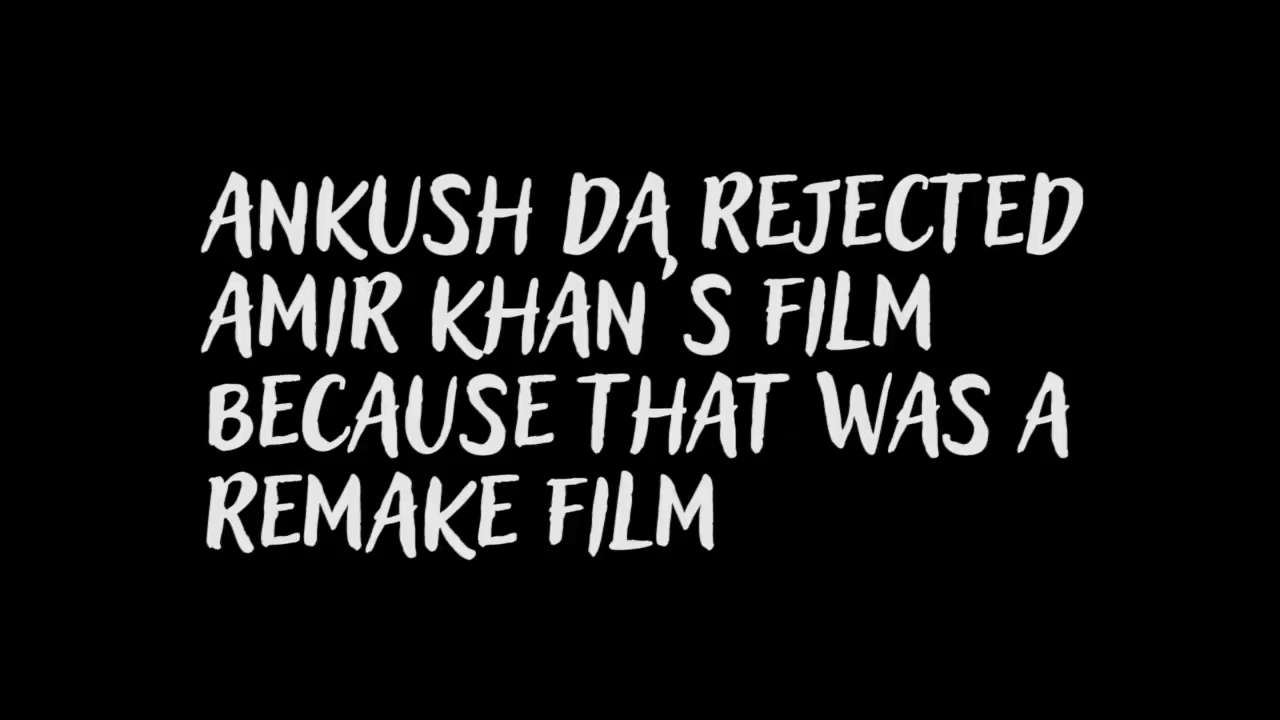 ANKUSH DA REJECTED
AMIR KHAN'S FILM
BECAUSE THAT WAS A
REMAKE FILM